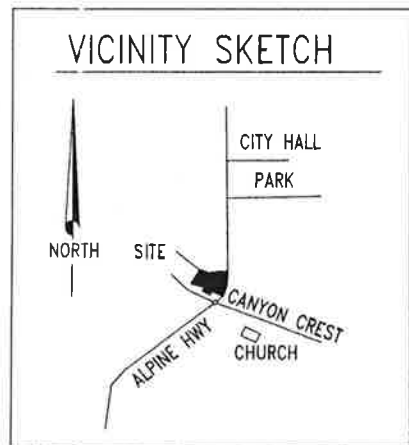 VICINITY SKETCH
CITY HALL
PARK
NORTH
SITE
CANYON CREST
ALPINE HWY
CHURCH